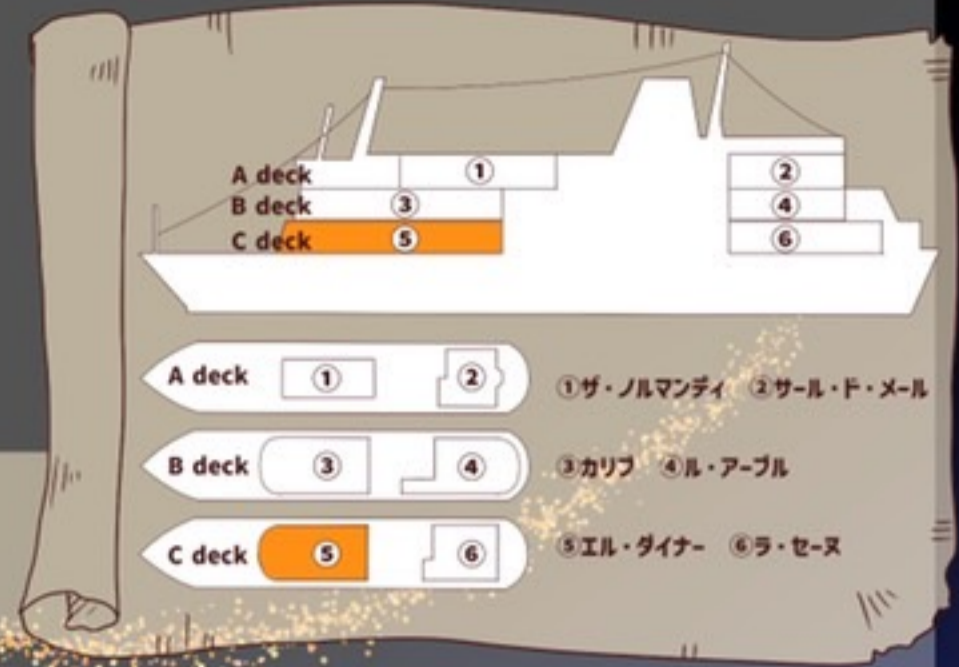 A deck ① ②
B deck ③ ④
C deck ⑤ ⑥
A deck ① ② ①ザ・ノルマンディ ②サール・ド・メール
B deck ③ ④ ③カリブ ④ル・アーブル
C deck ⑤ ⑥ ⑤エル・ダイナー ⑥ラ・セーヌ